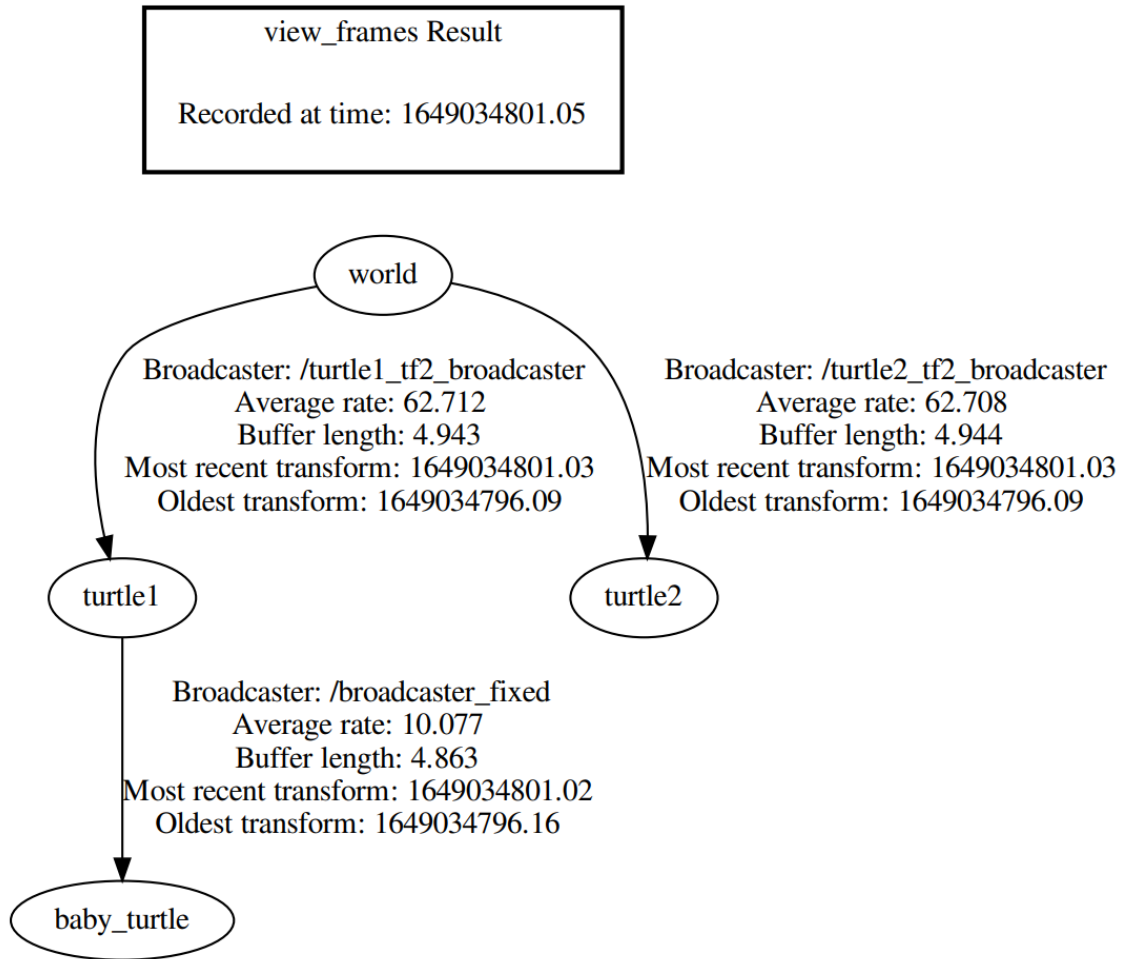 view_frames Result
Recorded at time: 1649034801.05
world
Broadcaster: /turtle1_tf2_broadcaster
Average rate: 62.712
Buffer length: 4.943
Most recent transform: 1649034801.03
Oldest transform: 1649034796.09
Broadcaster: /turtle2_tf2_broadcaster
Average rate: 62.708
Buffer length: 4.944
Most recent transform: 1649034801.03
Oldest transform: 1649034796.09
turtle1
turtle2
Broadcaster: /broadcaster_fixed
Average rate: 10.077
Buffer length: 4.863
Most recent transform: 1649034801.02
Oldest transform: 1649034796.16
baby_turtle